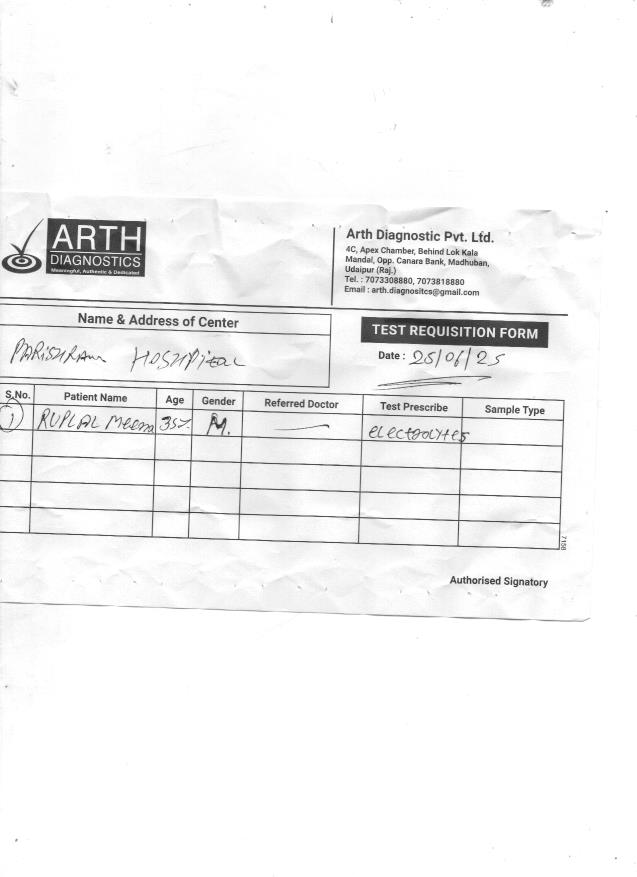 ARTH
DIAGNOSTICS
Meaningful, Authentic & Dedicated
Arth Diagnostic Pvt. Ltd.
4C, Apex Chamber, Behind Lok Kala
Mandal, Opp. Canara Bank, Madhuban,
Udaipur (Raj.)
Tel. : 7073308880, 7073818880
Email : arth.diagnositcs@gmail.com
Name & Address of Center
TEST REQUISITION FORM
Date : 25/06/25
S.No. Patient Name Age Gender Referred Doctor Test Prescribe Sample Type
1 RUPLAL Meena 35 M. — electrolytes
7158
Authorised Signatory